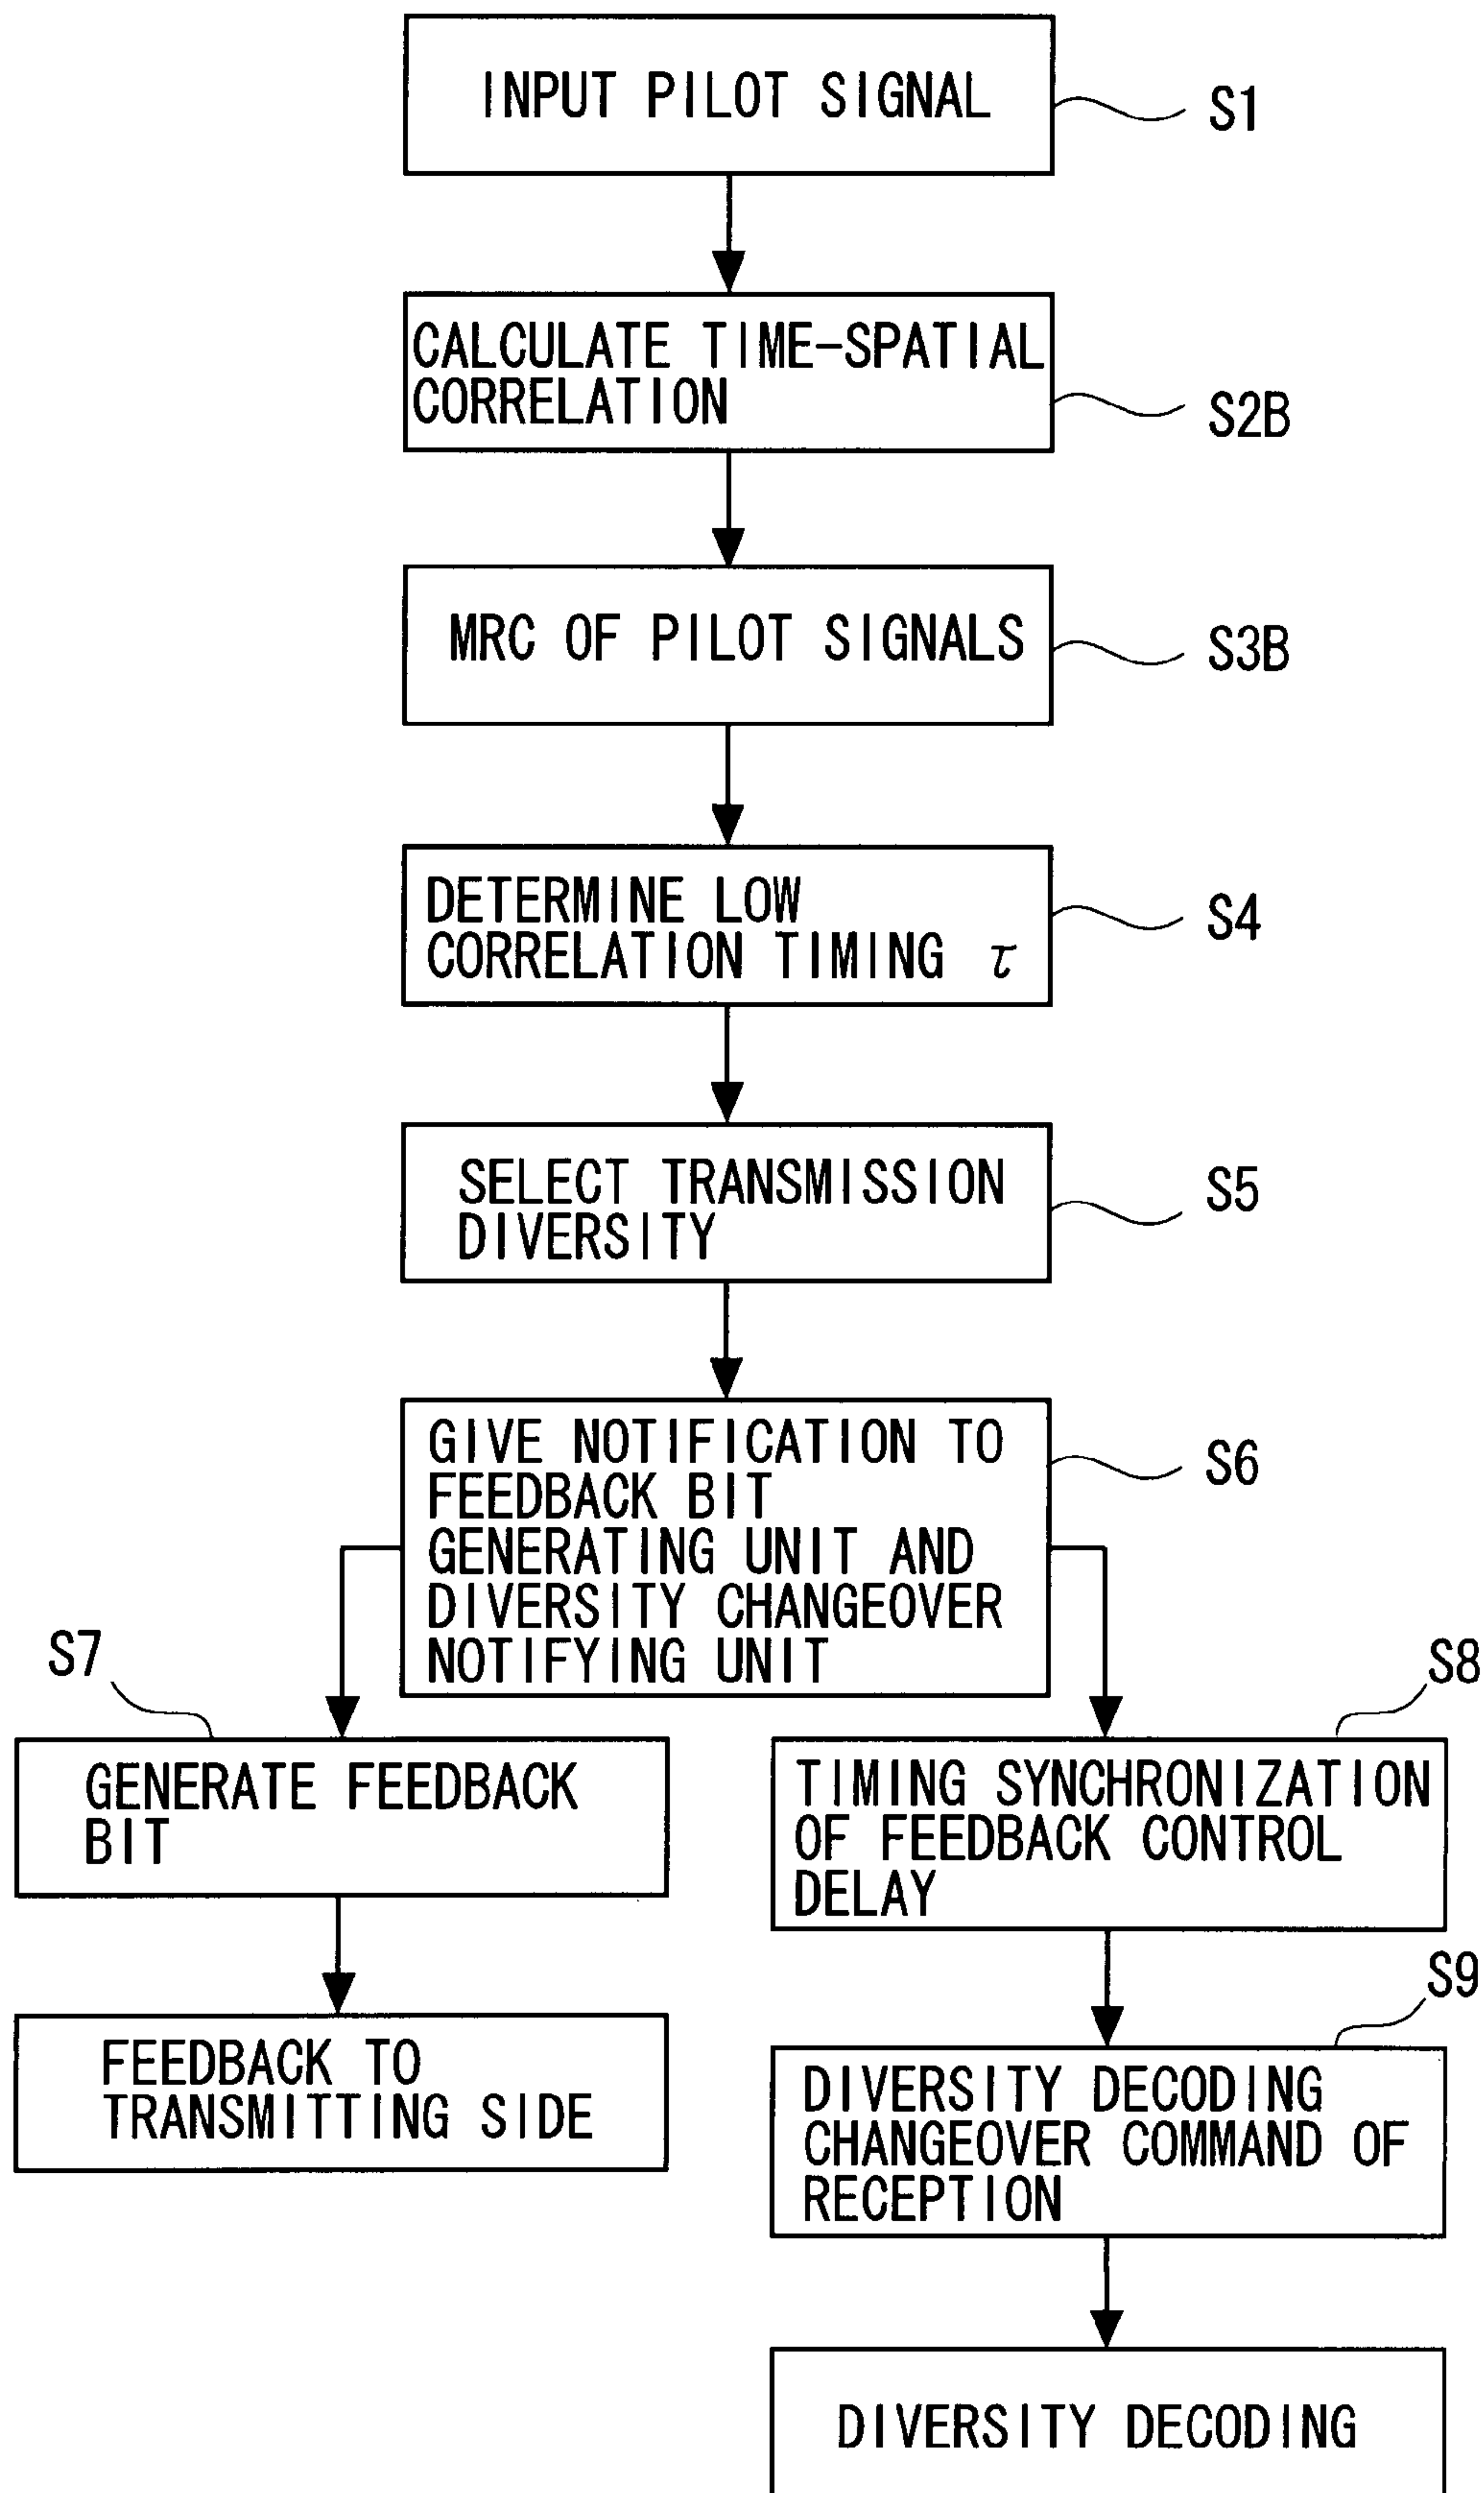 INPUT PILOT SIGNAL
S1
CALCULATE TIME-SPATIAL
CORRELATION
S2B
MRC OF PILOT SIGNALS
S3B
DETERMINE LOW
CORRELATION TIMING τ
S4
SELECT TRANSMISSION
DIVERSITY
S5
GIVE NOTIFICATION TO
FEEDBACK BIT
GENERATING UNIT AND
DIVERSITY CHANGEOVER
NOTIFYING UNIT
S6
S7
GENERATE FEEDBACK
BIT
FEEDBACK TO
TRANSMITTING SIDE
S8
TIMING SYNCHRONIZATION
OF FEEDBACK CONTROL
DELAY
S9
DIVERSITY DECODING
CHANGEOVER COMMAND OF
RECEPTION
DIVERSITY DECODING